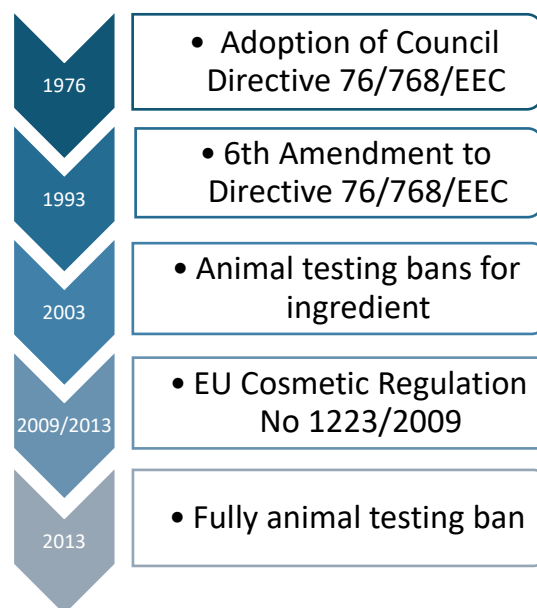 1976
• Adoption of Council
Directive 76/768/EEC
1993
• 6th Amendment to
Directive 76/768/EEC
2003
• Animal testing bans for
ingredient
2009/2013
• EU Cosmetic Regulation
No 1223/2009
2013
• Fully animal testing ban